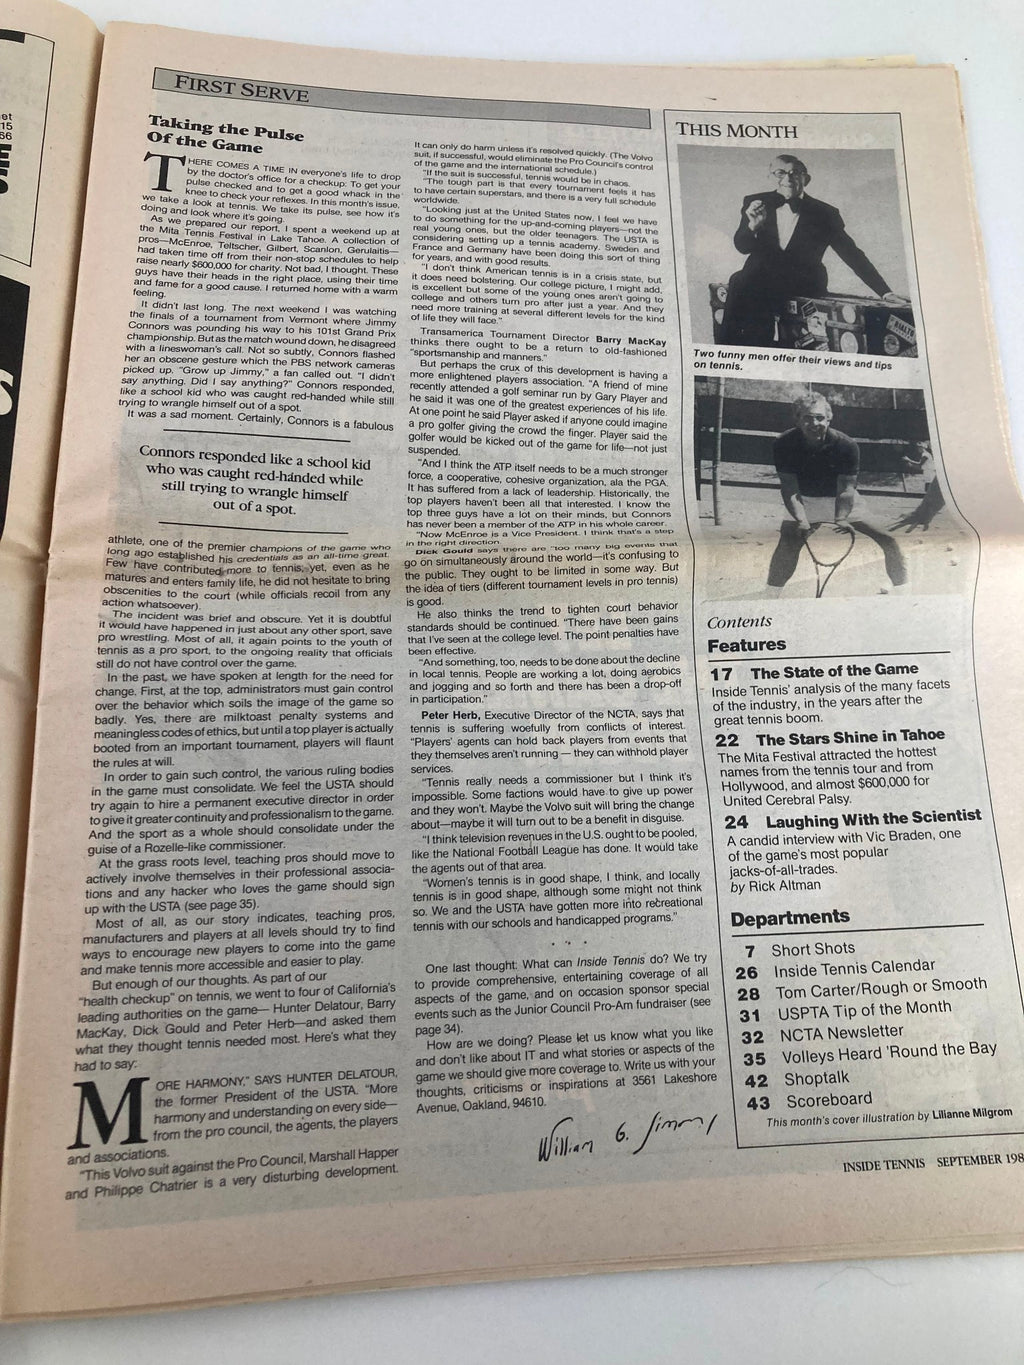 et
15
56
FIRST SERVE
Taking the Pulse
Of the Game
THERE COMES A TIME IN everyone's life to drop
by the doctor's office for a checkup: To get your
pulse checked and to get a good whack in the
knee to check your reflexes. In this month's issue,
we take a look at tennis. We take its pulse, see how it's
doing and look where it's going.
As we prepared our report, I spent a weekend up at
the Mita Tennis Festival in Lake Tahoe. A collection of
pros—McEnroe, Teltscher, Gilbert, Scanlon, Gerulaitis—
had taken time off from their non-stop schedules to help
raise nearly $600,000 for charity. Not bad, I thought. These
guys have their heads in the right place, using their time
and fame for a good cause. I returned home with a warm
feeling.
It didn't last long. The next weekend I was watching
the finals of a tournament from Vermont where Jimmy
Connors was pounding his way to his 101st Grand Prix
championship. But as the match wound down, he disagreed
with a lineswoman's call. Not so subtly, Connors flashed
her an obscene gesture which the PBS network cameras
picked up. "Grow up Jimmy," a fan called out. "I didn't
say anything. Did I say anything?" Connors responded,
like a school kid who was caught red-handed while still
trying to wrangle himself out of a spot.
It was a sad moment. Certainly, Connors is a fabulous
Connors responded like a school kid
who was caught red-handed while
still trying to wrangle himself
out of a spot.
athlete, one of the premier champions of the game who
long ago established his credentials as an all-time great.
Few have contributed more to tennis; yet, even as he
matures and enters family life, he did not hesitate to bring
obscenities to the court (while officials recoil from any
action whatsoever).
The incident was brief and obscure. Yet it is doubtful
it would have happened in just about any other sport, save
pro wrestling. Most of all, it again points to the youth of
tennis as a pro sport, to the ongoing reality that officials
still do not have control over the game.
In the past, we have spoken at length for the need for
change. First, at the top, administrators must gain control
over the behavior which soils the image of the game so
badly. Yes, there are milktoast penalty systems and
meaningless codes of ethics, but until a top player is actually
booted from an important tournament, players will flaunt
the rules at will.
In order to gain such control, the various ruling bodies
in the game must consolidate. We feel the USTA should
try again to hire a permanent executive director in order
to give it greater continuity and professionalism to the game.
And the sport as a whole should consolidate under the
guise of a Rozelle-like commissioner.
At the grass roots level, teaching pros should move to
actively involve themselves in their professional associa-
tions and any hacker who loves the game should sign
up with the USTA (see page 35).
Most of all, as our story indicates, teaching pros,
manufacturers and players at all levels should try to find
ways to encourage new players to come into the game
and make tennis more accessible and easier to play.
But enough of our thoughts. As part of our
"health checkup" on tennis, we went to four of California's
leading authorities on the game— Hunter Delatour, Barry
MacKay, Dick Gould and Peter Herb—and asked them
what they thought tennis needed most. Here's what they
had to say:
MORE HARMONY," SAYS HUNTER DELATOUR,
the former President of the USTA. "More
harmony and understanding on every side—
from the pro council, the agents, the players
and associations.
"This Volvo suit against the Pro Council, Marshall Happer
and Philippe Chatrier is a very disturbing development.
It can only do harm unless it's resolved quickly. (The Volvo
suit, if successful, would eliminate the Pro Council's control
of the game and the international schedule.)
"If the suit is successful, tennis would be in chaos.
"The tough part is that every tournament feels it has
to have certain superstars, and there is a very full schedule
worldwide.
"Looking just at the United States now, I feel we have
to do something for the up-and-coming players—not the
real young ones, but the older teenagers. The USTA is
considering setting up a tennis academy. Sweden and
France and Germany have been doing this sort of thing
for years, and with good results.
"I don't think American tennis is in a crisis state, but
it does need bolstering. Our college picture, I might add,
is excellent but some of the young ones aren't going to
college and others turn pro after just a year. And they
need more training at several different levels for the kind
of life they will face."
Transamerica Tournament Director Barry MacKay
thinks there ought to be a return to old-fashioned
"sportsmanship and manners."
But perhaps the crux of this development is having a
more enlightened players association. "A friend of mine
recently attended a golf seminar run by Gary Player and
he said it was one of the greatest experiences of his life.
At one point he said Player asked if anyone could imagine
a pro golfer giving the crowd the finger. Player said the
golfer would be kicked out of the game for life—not just
suspended.
"And I think the ATP itself needs to be a much stronger
force, a cooperative, cohesive organization, ala the PGA.
It has suffered from a lack of leadership. Historically, the
top players haven't been all that interested. I know the
top three guys have a lot on their minds, but Connors
has never been a member of the ATP in his whole career.
"Now McEnroe is a Vice President. I think that's a step
in the right direction.
Dick Gould says there are "too many big events that
go on simultaneously around the world—it's confusing to
the public. They ought to be limited in some way. But
the idea of tiers (different tournament levels in pro tennis)
is good.
He also thinks the trend to tighten court behavior
standards should be continued. "There have been gains
that I've seen at the college level. The point penalties have
been effective.
"And something, too, needs to be done about the decline
in local tennis. People are working a lot, doing aerobics
and jogging and so forth and there has been a drop-off
in participation."
Peter Herb, Executive Director of the NCTA, says that
tennis is suffering woefully from conflicts of interest.
"Players' agents can hold back players from events that
they themselves aren't running — they can withhold player
services.
"Tennis really needs a commissioner but I think it's
impossible. Some factions would have to give up power
and they won't. Maybe the Volvo suit will bring the change
about—maybe it will turn out to be a benefit in disguise.
"I think television revenues in the U.S. ought to be pooled,
like the National Football League has done. It would take
the agents out of that area.
"Women's tennis is in good shape, I think, and locally
tennis is in good shape, although some might not think
so. We and the USTA have gotten more into recreational
tennis with our schools and handicapped programs."
. . .
One last thought: What can Inside Tennis do? We try
to provide comprehensive, entertaining coverage of all
aspects of the game, and on occasion sponsor special
events such as the Junior Council Pro-Am fundraiser (see
page 34).
How are we doing? Please let us know what you like
and don't like about IT and what stories or aspects of the
game we should give more coverage to. Write us with your
thoughts, criticisms or inspirations at 3561 Lakeshore
Avenue, Oakland, 94610.
William G. Simmy
THIS MONTH
Two funny men offer their views and tips
on tennis.
Contents
Features
17 The State of the Game
Inside Tennis' analysis of the many facets
of the industry, in the years after the
great tennis boom.
22 The Stars Shine in Tahoe
The Mita Festival attracted the hottest
names from the tennis tour and from
Hollywood, and almost $600,000 for
United Cerebral Palsy.
24 Laughing With the Scientist
A candid interview with Vic Braden, one
of the game's most popular
jacks-of-all-trades.
by Rick Altman
Departments
7 Short Shots
26 Inside Tennis Calendar
28 Tom Carter/Rough or Smooth
31 USPTA Tip of the Month
32 NCTA Newsletter
35 Volleys Heard 'Round the Bay
42 Shoptalk
43 Scoreboard
This month's cover illustration by Lilianne Milgrom
INSIDE TENNIS SEPTEMBER 198